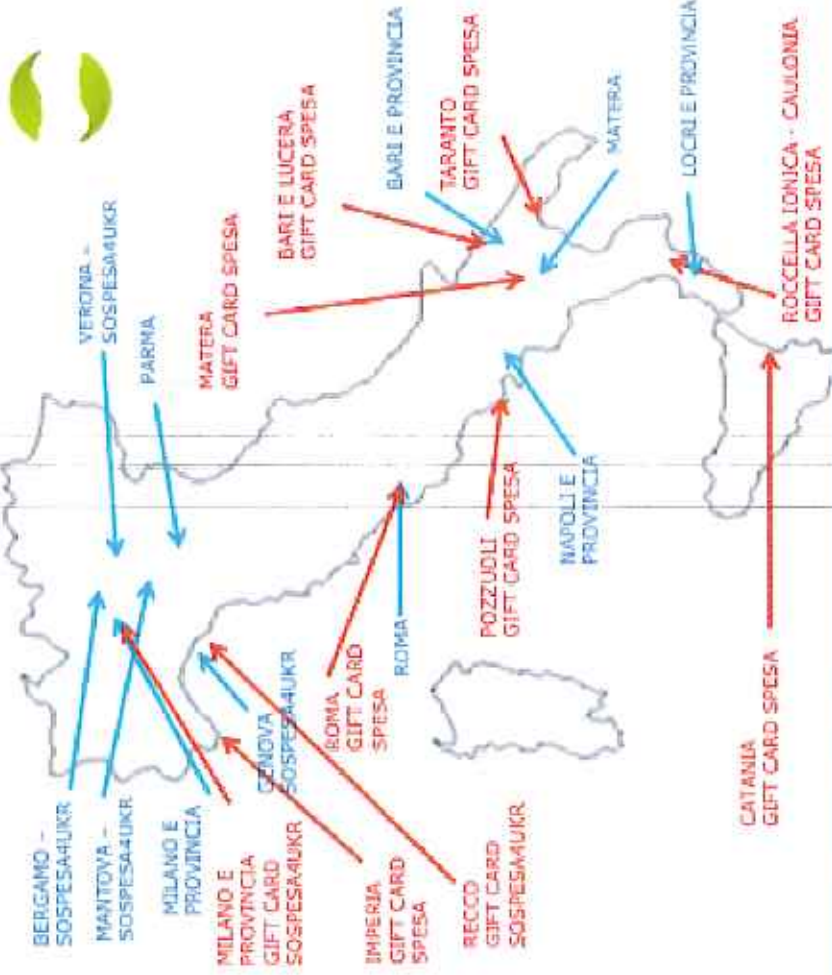 VERONA -
SOSPESA4UKR
PARMA
MATERA
GIFT CARD SPESA
BARI E LUCERA
GIFT CARD SPESA
BARI E PROVINCIA
TARANTO
GIFT CARD SPESA
MATERA
LOCRI E PROVINCIA
ROCCELLA IONICA - CAULONIA
GIFT CARD SPESA
BERGAMO -
SOSPESA4UKR
MANTOVA -
SOSPESA4UKR
MILANO E
PROVINCIA
MILANO E
PROVINCIA
GIFT CARD
SOSPESA4UKR
GENOVA
SOSPESA4UKR
IMPERIA
GIFT CARD
SPESA
RECCO
GIFT CARD
SOSPESA4UKR
ROMA
GIFT CARD
SPESA
ROMA
POZZUOLI
GIFT CARD SPESA
NAPOLI E
PROVINCIA
CATANIA
GIFT CARD SPESA